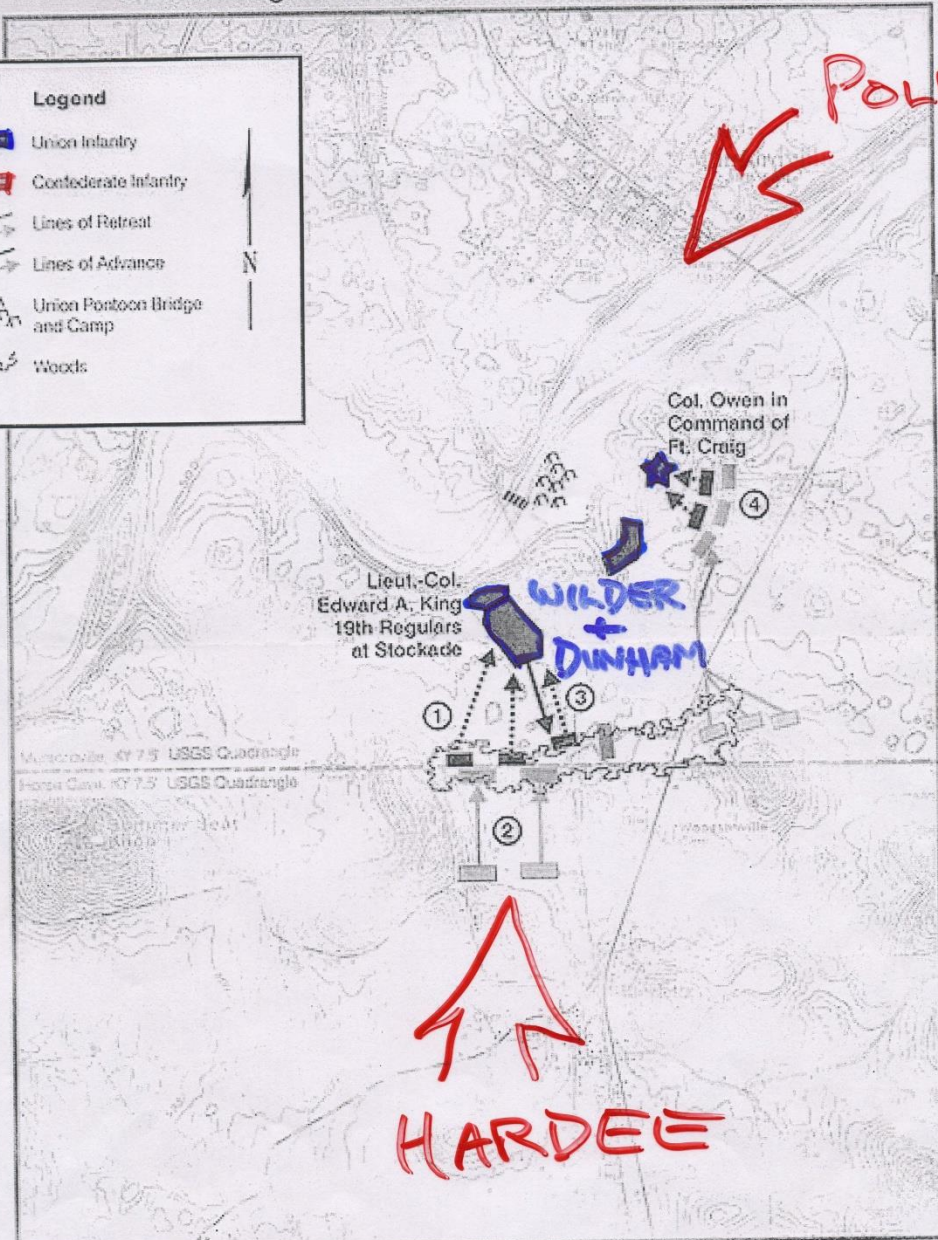 Legend
Union Infantry
Confederate Infantry
Lines of Retreat
Lines of Advance
Union Pontoon Bridge
and Camp
Woods
N
POL
Col. Owen in
Command of
Ft. Craig
4
Lieut.-Col.
Edward A. King
19th Regulars
at Stockade
WILDER
+
DUNHAM
1
3
KY 7.5' USGS Quadrangle
Horse Cave, KY 7.5' USGS Quadrangle
2
HARDEE